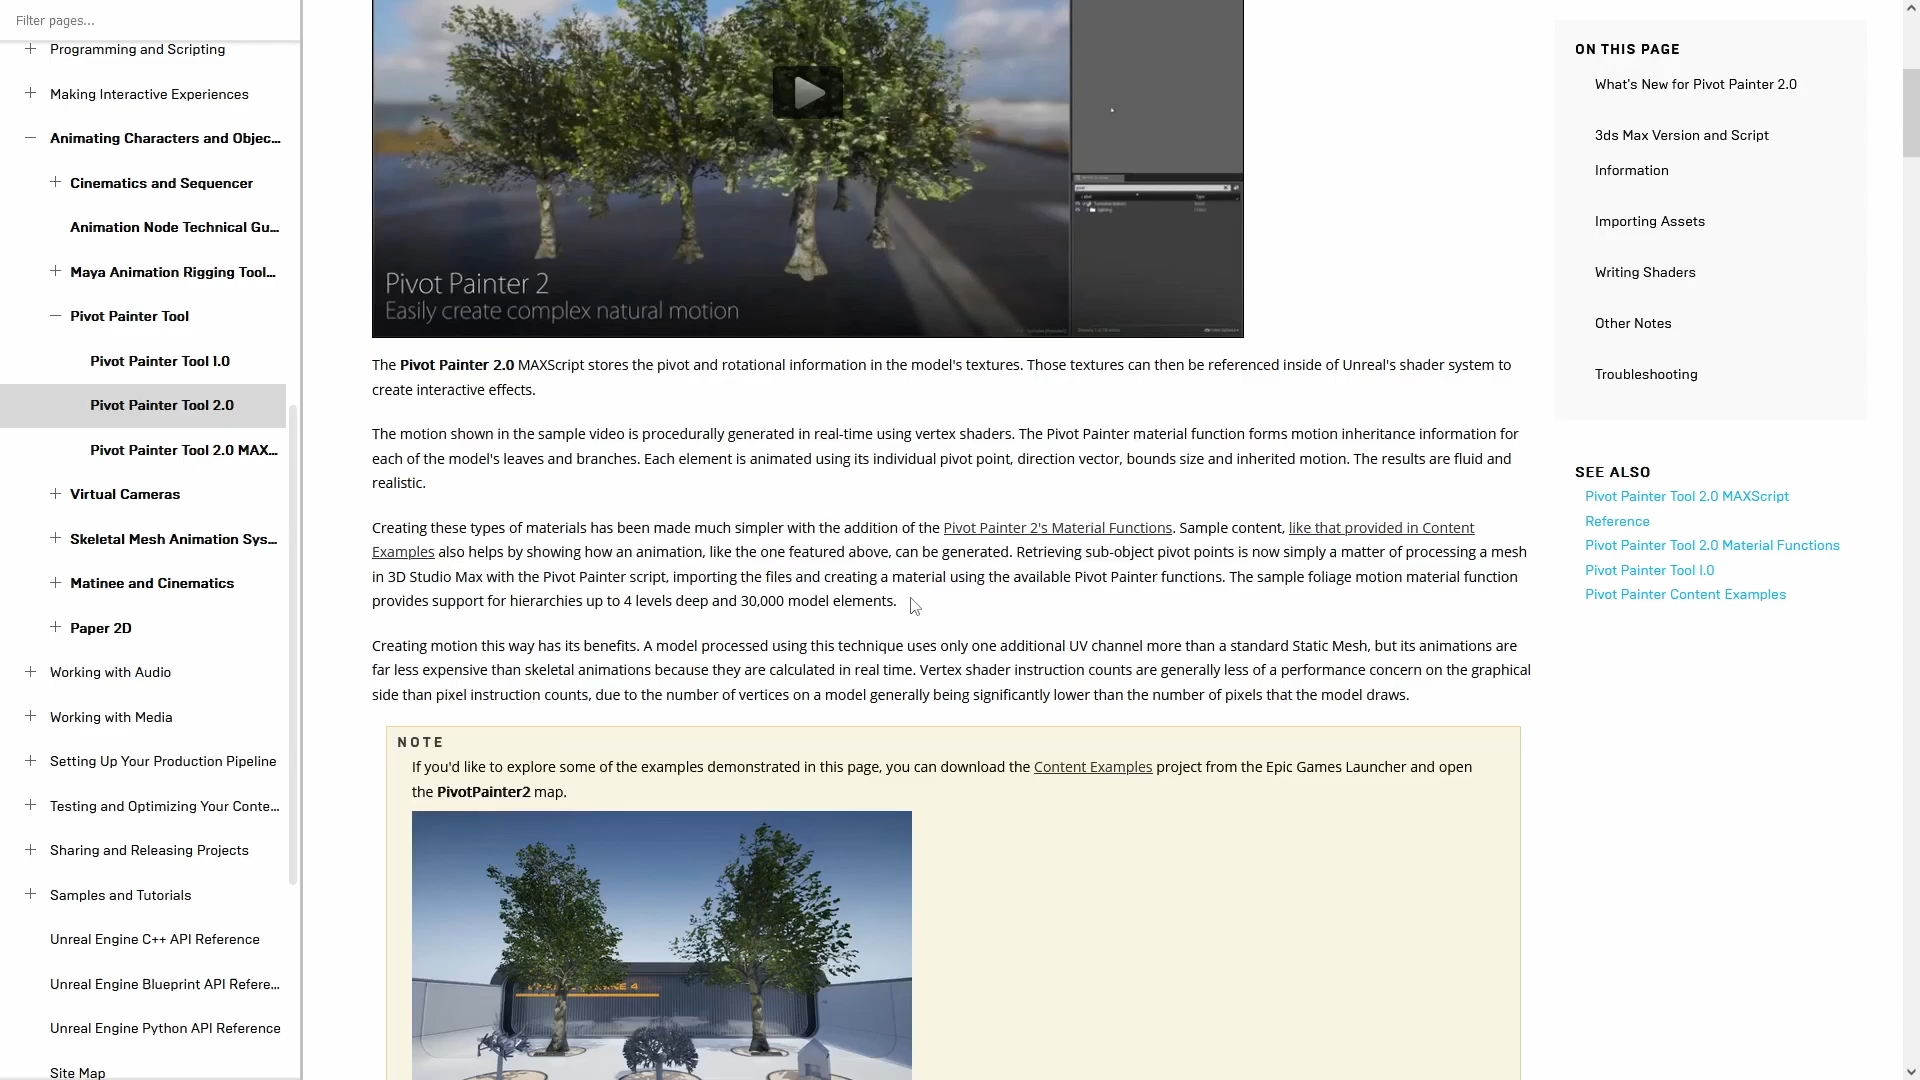 Filter pages...
Programming and Scripting
Making Interactive Experiences
Animating Characters and Objec...
Cinematics and Sequencer
Animation Node Technical Gu...
Maya Animation Rigging Tool...
Pivot Painter Tool
Pivot Painter Tool 1.0
Pivot Painter Tool 2.0
Pivot Painter Tool 2.0 MAX...
Virtual Cameras
Skeletal Mesh Animation Sys...
Matinee and Cinematics
Paper 2D
Working with Audio
Working with Media
Setting Up Your Production Pipeline
Testing and Optimizing Your Conte...
Sharing and Releasing Projects
Samples and Tutorials
Unreal Engine C++ API Reference
Unreal Engine Blueprint API Refere...
Unreal Engine Python API Reference
Site Map
Pivot Painter 2
Easily create complex natural motion
The Pivot Painter 2.0 MAXScript stores the pivot and rotational information in the model's textures. Those textures can then be referenced inside of Unreal's shader system to
create interactive effects.
The motion shown in the sample video is procedurally generated in real-time using vertex shaders. The Pivot Painter material function forms motion inheritance information for
each of the model's leaves and branches. Each element is animated using its individual pivot point, direction vector, bounds size and inherited motion. The results are fluid and
realistic.
Creating these types of materials has been made much simpler with the addition of the Pivot Painter 2's Material Functions. Sample content, like that provided in Content
Examples also helps by showing how an animation, like the one featured above, can be generated. Retrieving sub-object pivot points is now simply a matter of processing a mesh
in 3D Studio Max with the Pivot Painter script, importing the files and creating a material using the available Pivot Painter functions. The sample foliage motion material function
provides support for hierarchies up to 4 levels deep and 30,000 model elements.
Creating motion this way has its benefits. A model processed using this technique uses only one additional UV channel more than a standard Static Mesh, but its animations are
far less expensive than skeletal animations because they are calculated in real time. Vertex shader instruction counts are generally less of a performance concern on the graphical
side than pixel instruction counts, due to the number of vertices on a model generally being significantly lower than the number of pixels that the model draws.
NOTE
If you'd like to explore some of the examples demonstrated in this page, you can download the Content Examples project from the Epic Games Launcher and open
the PivotPainter2 map.
ON THIS PAGE
What's New for Pivot Painter 2.0
3ds Max Version and Script
Information
Importing Assets
Writing Shaders
Other Notes
Troubleshooting
SEE ALSO
Pivot Painter Tool 2.0 MAXScript
Reference
Pivot Painter Tool 2.0 Material Functions
Pivot Painter Tool 1.0
Pivot Painter Content Examples